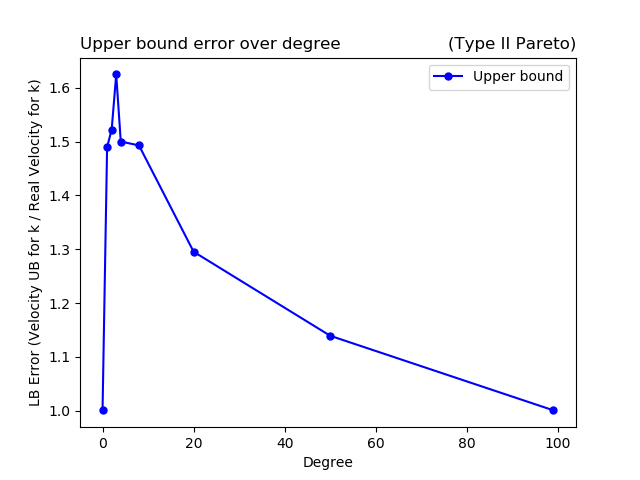 Upper bound error over degree (Type II Pareto)
Upper bound
LB Error (Velocity UB for k / Real Velocity for k)
1.6
1.5
1.4
1.3
1.2
1.1
1.0
0 20 40 60 80 100
Degree